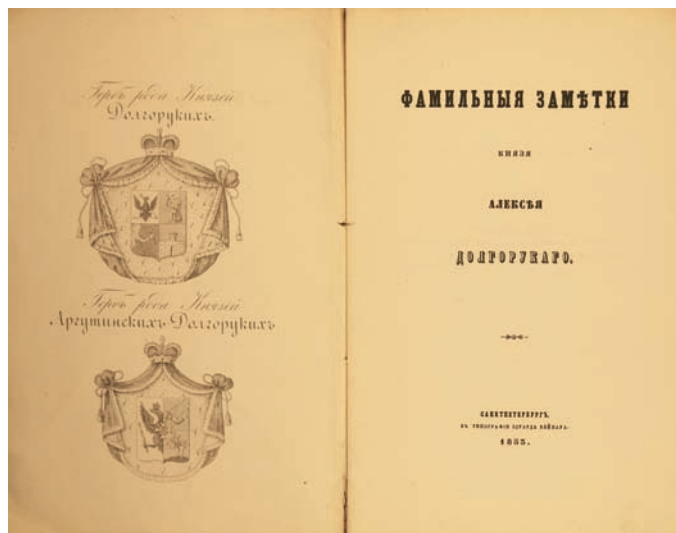 Гербъ рода Князей
Долгорукихъ.
Гербъ рода Князей
Аргутинскихъ-Долгорукихъ
ФАМИЛЬНЫЯ ЗАМѢТКИ
КНЯЗЯ
АЛЕКСѢЯ
ДОЛГОРУКАГО.
САНКТПЕТЕРБУРГЪ.
ВЪ ТИПОГРАФІИ ЭДУАРДА ВЕЙМАРА.
1853.